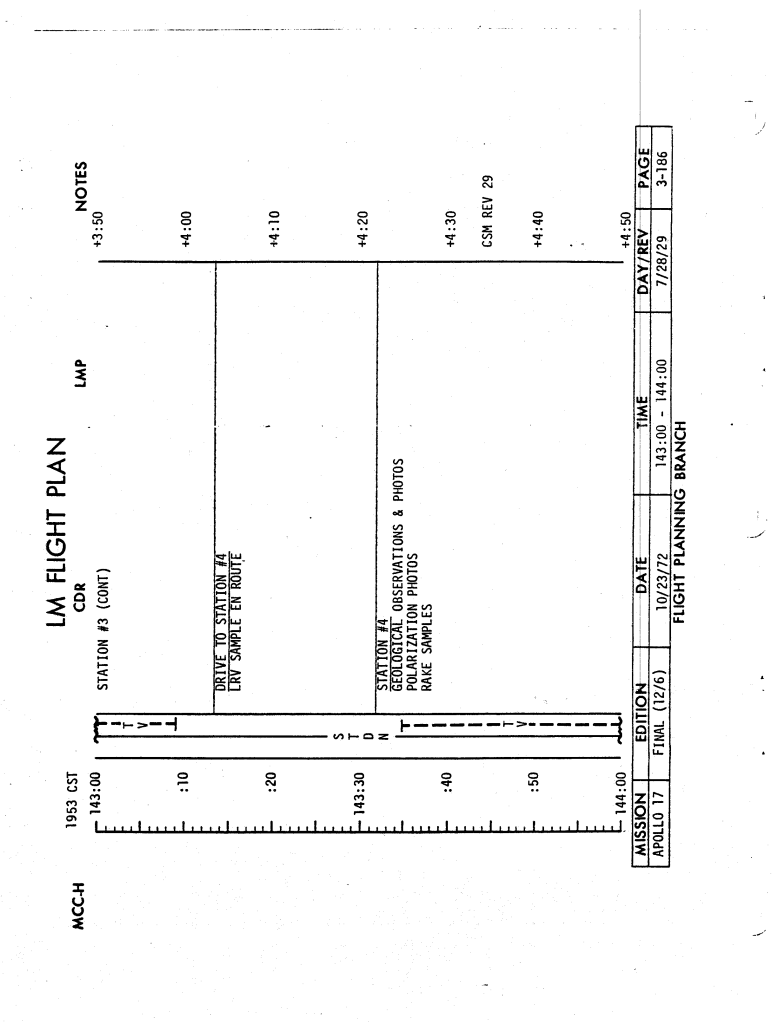 LM FLIGHT PLAN
MCC-H
1953 CST
CDR
LMP
NOTES
143:00
:10
:20
143:30
:40
:50
144:00
TV
STDN
TV
STATION #3 (CONT)
DRIVE TO STATION #4
LRV SAMPLE EN ROUTE
STATION #4
GEOLOGICAL OBSERVATIONS & PHOTOS
POLARIZATION PHOTOS
RAKE SAMPLES
+3:50
+4:00
+4:10
+4:20
+4:30
CSM REV 29
+4:40
+4:50
MISSION EDITION DATE TIME DAY/REV PAGE
APOLLO 17 FINAL (12/6) 10/23/72 143:00 - 144:00 7/28/29 3-186
FLIGHT PLANNING BRANCH